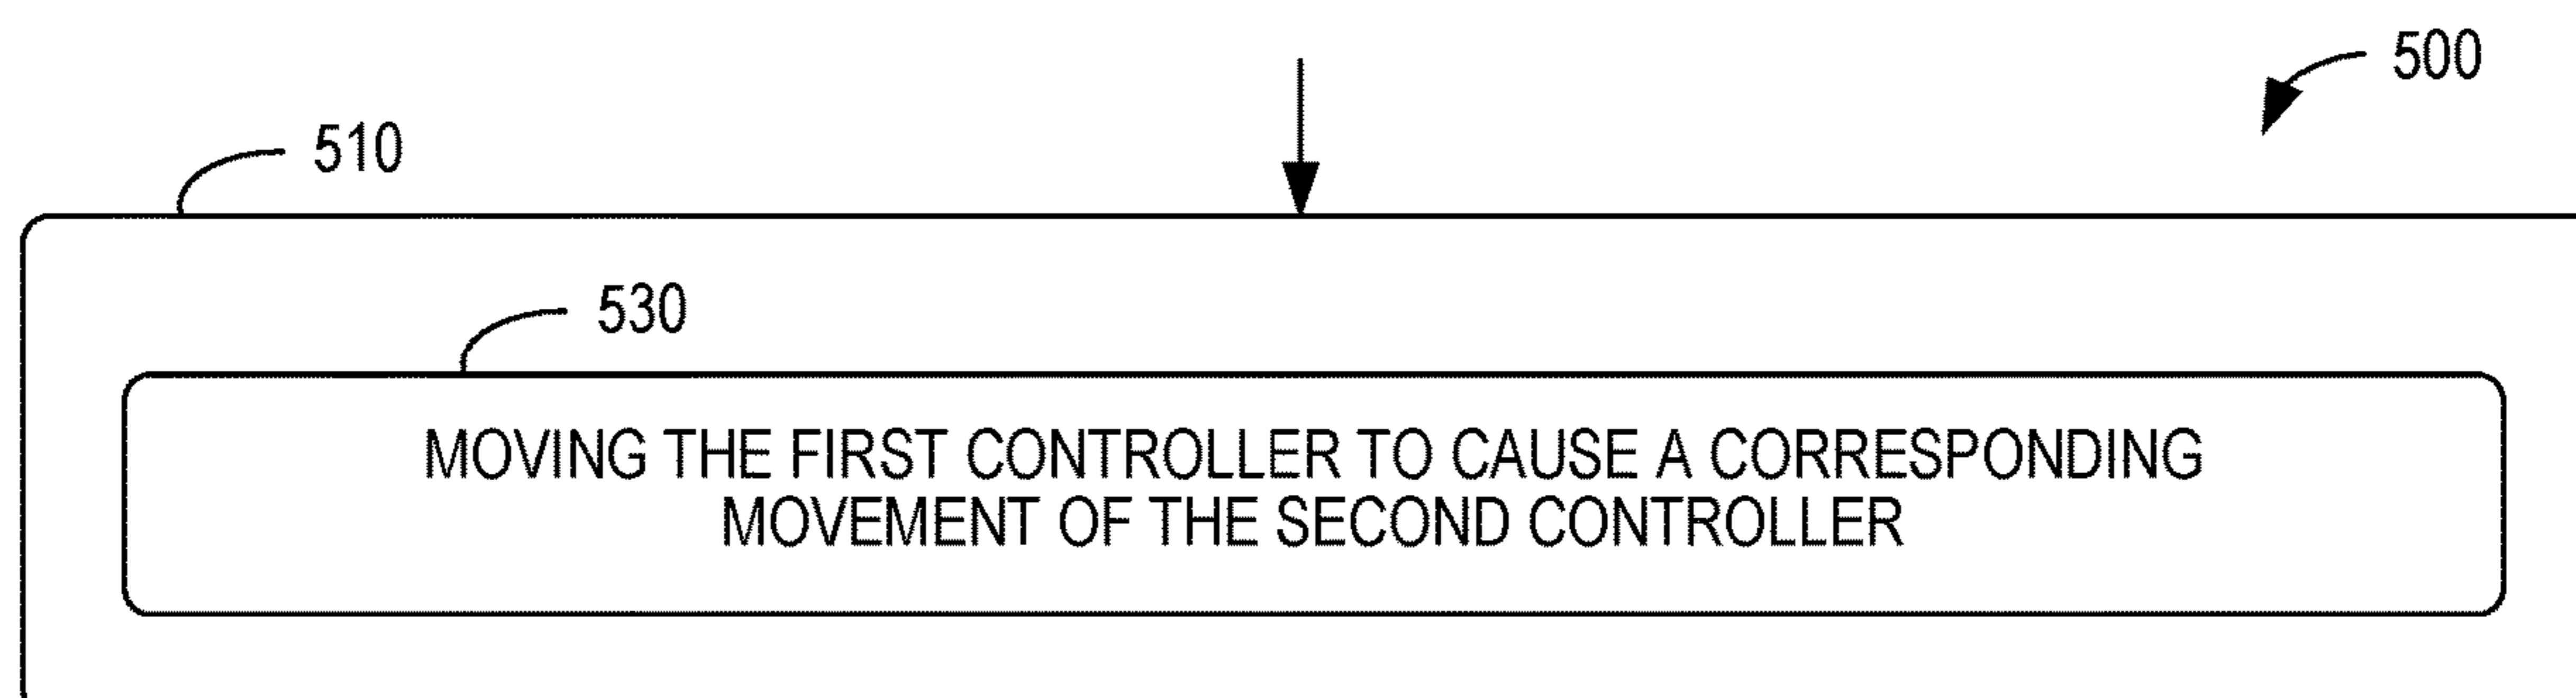 500
510
530
MOVING THE FIRST CONTROLLER TO CAUSE A CORRESPONDING
MOVEMENT OF THE SECOND CONTROLLER